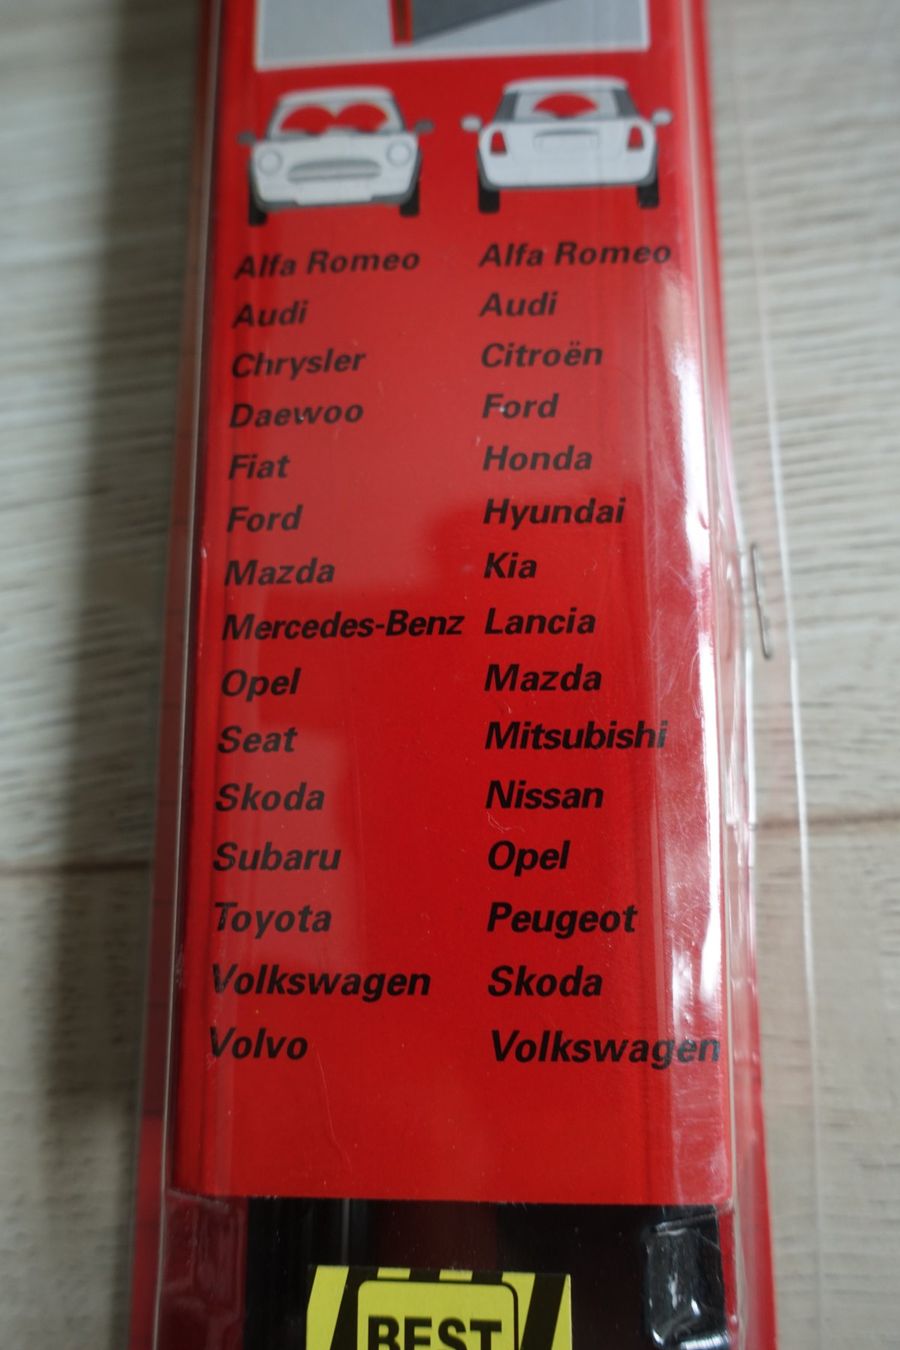 Alfa Romeo
Audi
Chrysler
Daewoo
Fiat
Ford
Mazda
Mercedes-Benz
Opel
Seat
Skoda
Subaru
Toyota
Volkswagen
Volvo
Alfa Romeo
Audi
Citroën
Ford
Honda
Hyundai
Kia
Lancia
Mazda
Mitsubishi
Nissan
Opel
Peugeot
Skoda
Volkswagen
BEST